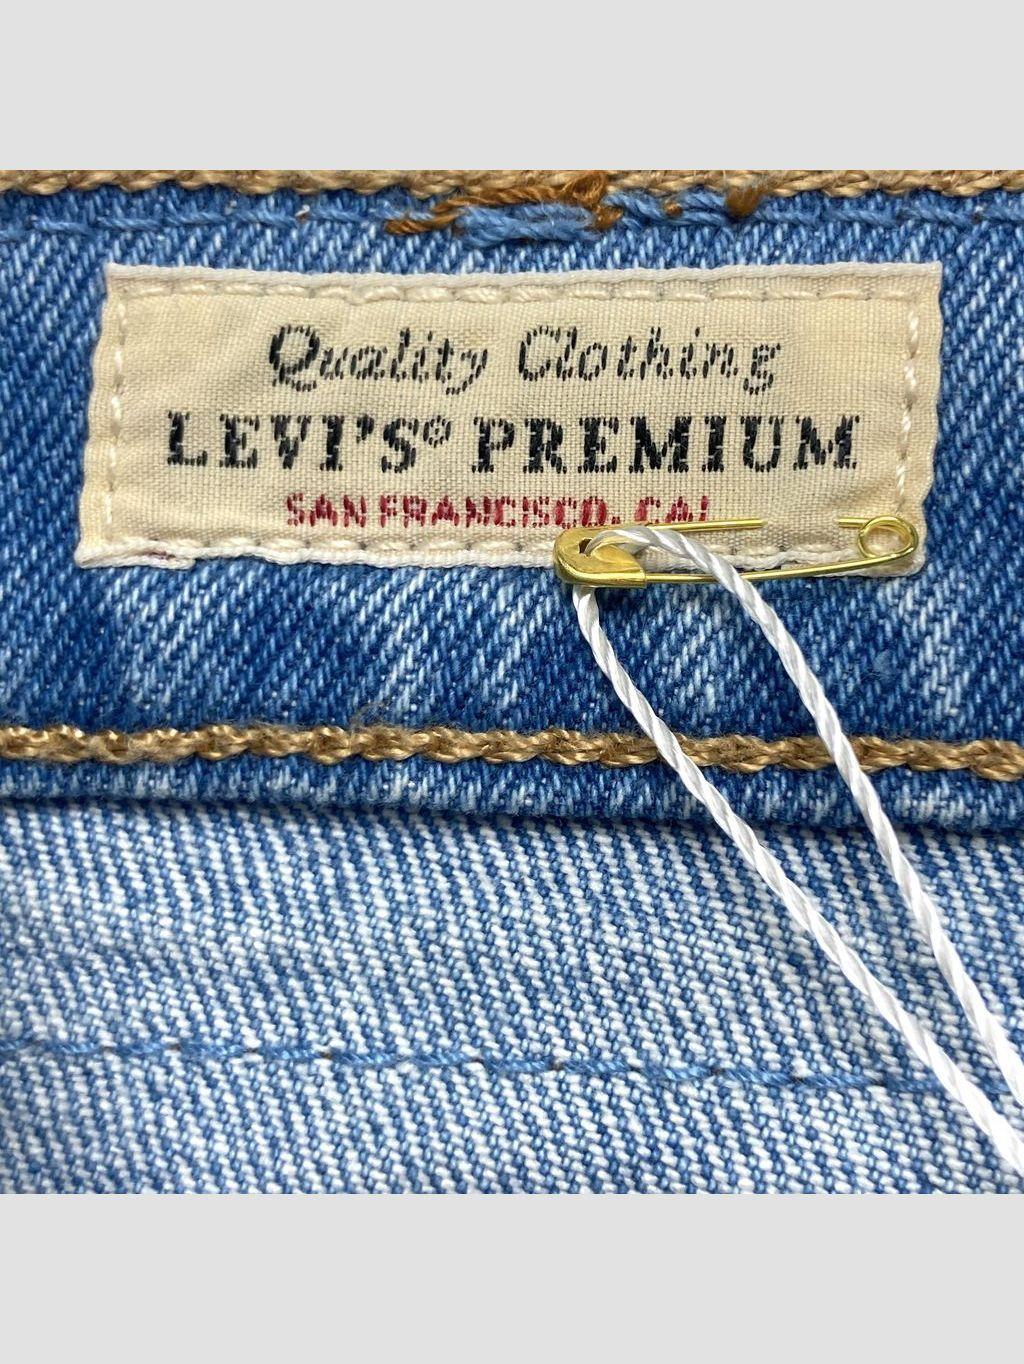 Quality Clothing
LEVI'S® PREMIUM
SAN FRANCISCO, CAL